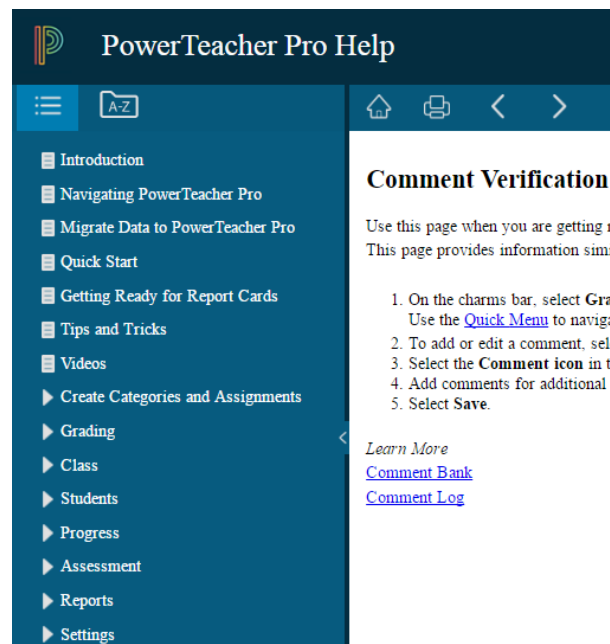 PowerTeacher Pro Help
A-Z
Introduction
Navigating PowerTeacher Pro
Migrate Data to PowerTeacher Pro
Quick Start
Getting Ready for Report Cards
Tips and Tricks
Videos
Create Categories and Assignments
Grading
Class
Students
Progress
Assessment
Reports
Settings
Comment Verification
Use this page when you are getting
This page provides information
1. On the charms bar, select
Use the Quick Menu to
2. To add or edit a comment,
3. Select the Comment icon in
4. Add comments for additional
5. Select Save.
Learn More
Comment Bank
Comment Log